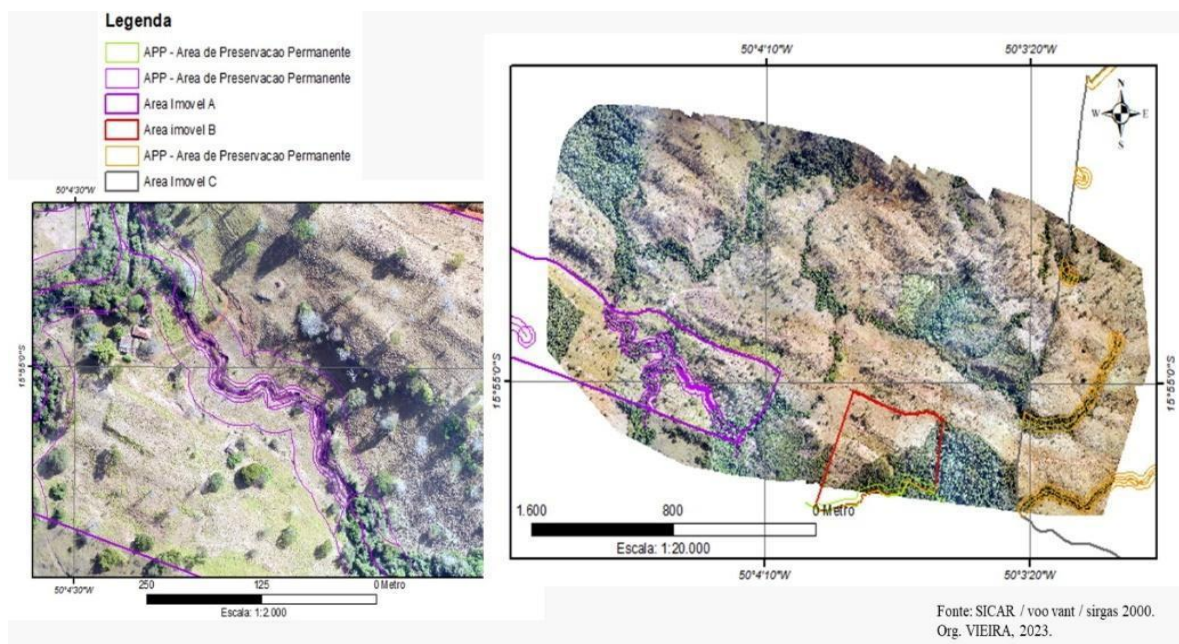 Legenda
APP - Area de Preservacao Permanente
APP - Area de Preservacao Permanente
Area Imovel A
Area imovel B
APP - Area de Preservacao Permanente
Area Imovel C
50°4'30"W
15°55'0"S
50°4'30"W
250 125 0 Metro
Escala: 1:2.000
50°4'10"W 50°3'20"W
N
W E
S
15°55'0"S 15°55'0"S
1.600 800 0 Metro
Escala: 1:20.000
50°4'10"W 50°3'20"W
Fonte: SICAR / voo vant / sirgas 2000.
Org. VIEIRA, 2023.